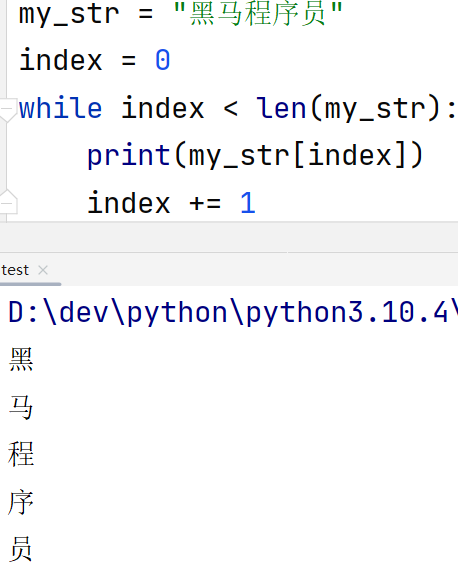 my_str = "黑马程序员"
index = 0
while index < len(my_str):
    print(my_str[index])
    index += 1
test
D:\dev\python\python3.10.4\
黑
马
程
序
员